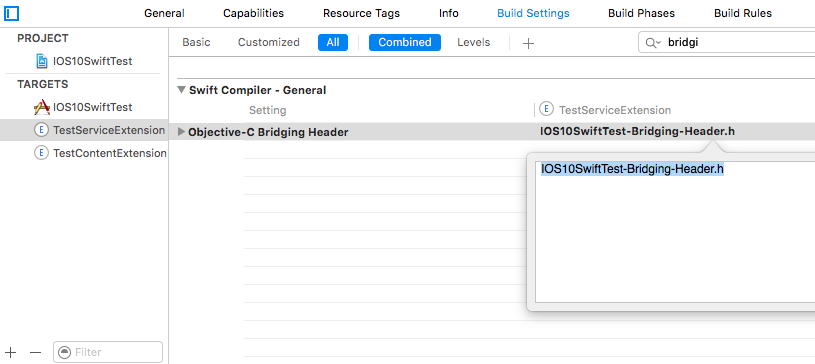 General Capabilities Resource Tags Info Build Settings Build Phases Build Rules
PROJECT
IOS10SwiftTest
TARGETS
IOS10SwiftTest
E TestServiceExtension
E TestContentExtension
Basic Customized All Combined Levels + bridgi
Swift Compiler - General
Setting E TestServiceExtension
Objective-C Bridging Header IOS10SwiftTest-Bridging-Header.h
IOS10SwiftTest-Bridging-Header.h
+ − Filter